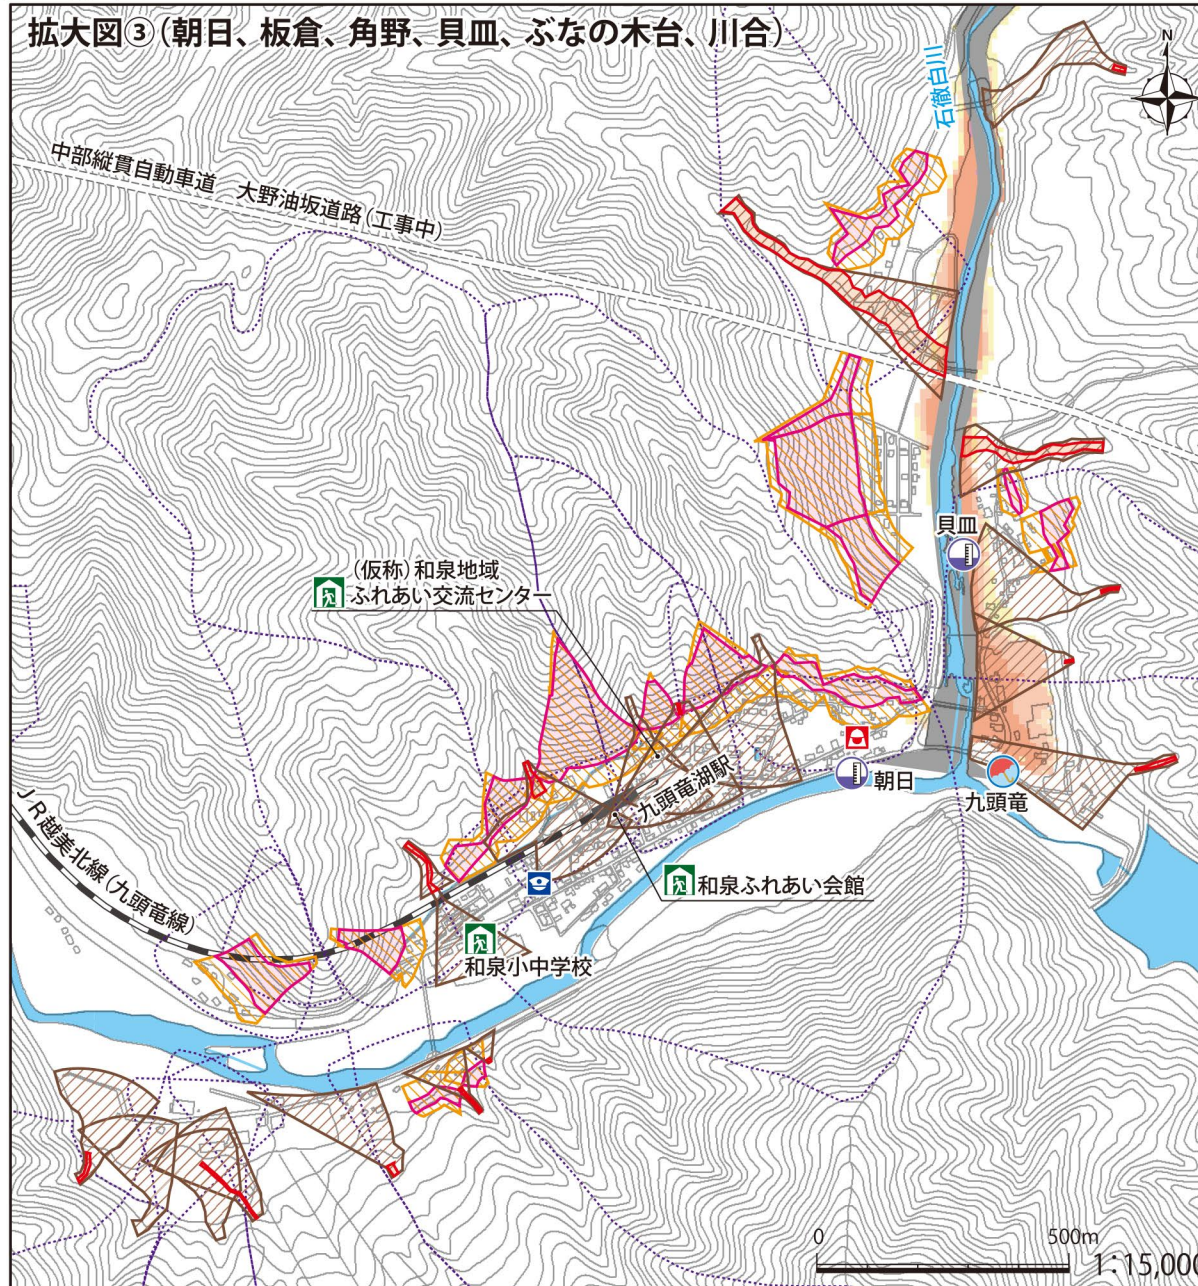 拡大図③(朝日、板倉、角野、貝皿、ぶなの木台、川合)
N
石徹白川
中部縦貫自動車道　大野油坂道路(工事中)
貝皿
(仮称)和泉地域
ふれあい交流センター
九頭竜湖駅
朝日
九頭竜
JR越美北線(九頭竜線)
和泉ふれあい会館
和泉小中学校
0
500m
1:15,000